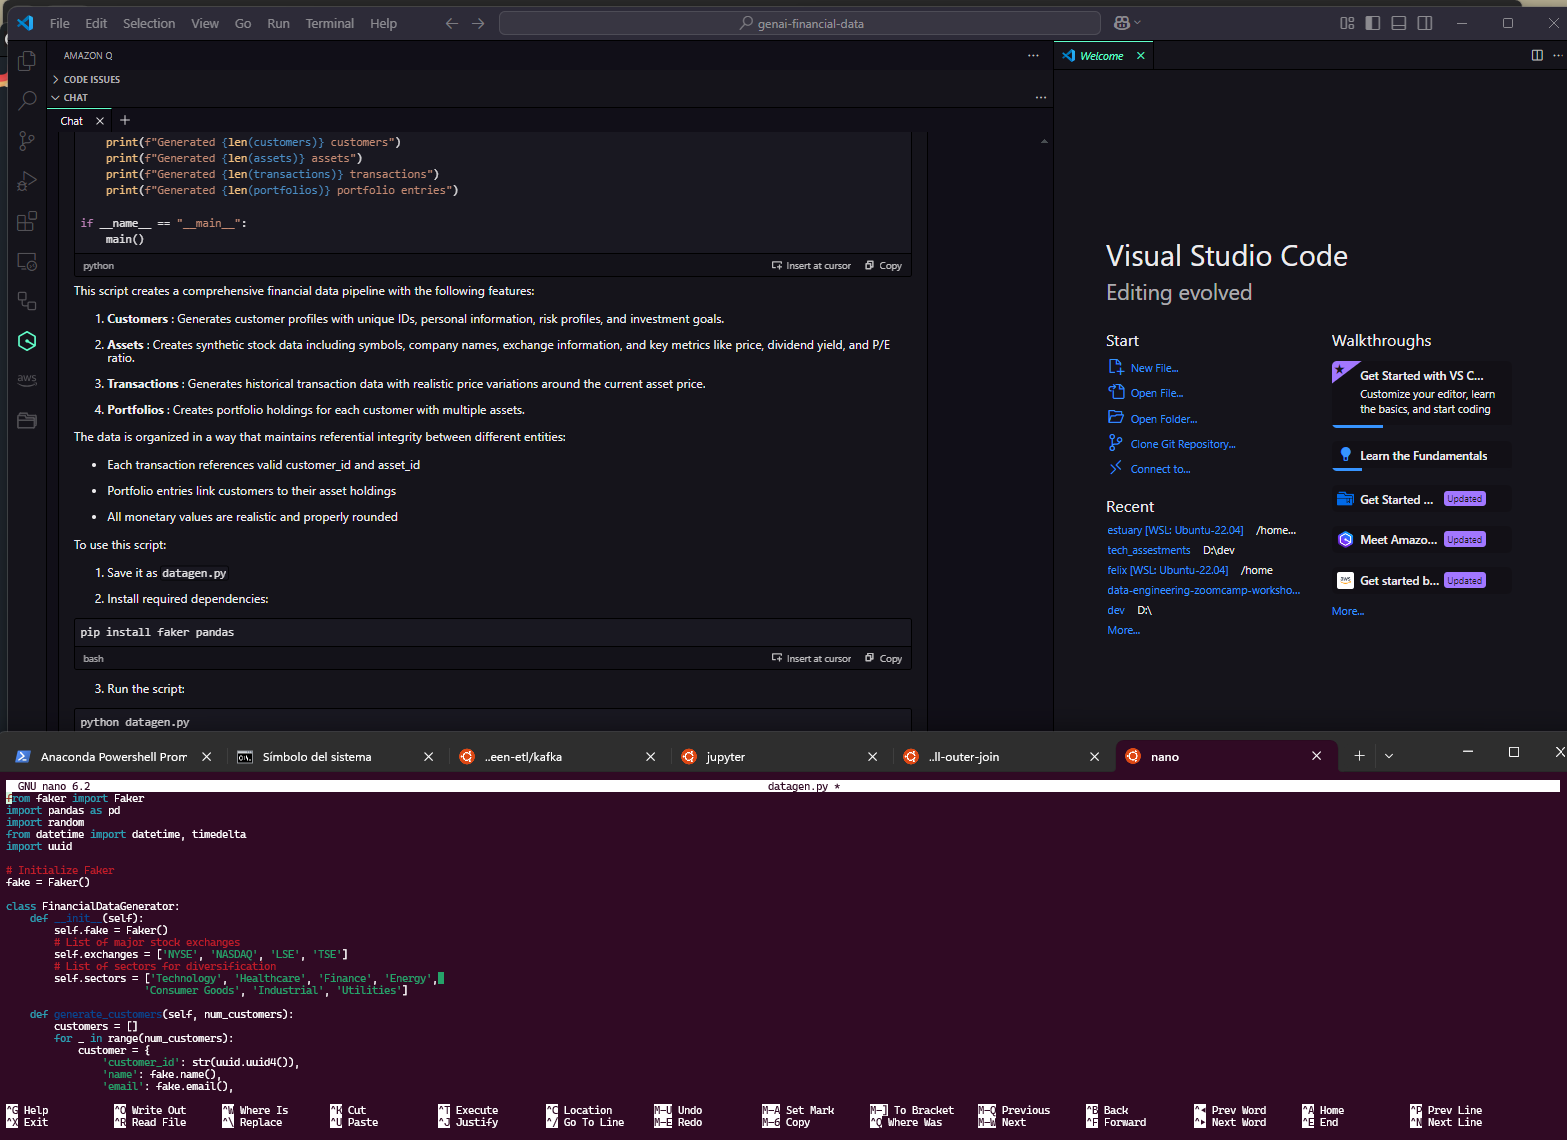 File Edit Selection View Go Run Terminal Help
genai-financial-data
AMAZON Q
CODE ISSUES
CHAT
Chat
print(f"Generated {len(customers)} customers")
print(f"Generated {len(assets)} assets")
print(f"Generated {len(transactions)} transactions")
print(f"Generated {len(portfolios)} portfolio entries")
if __name__ == "__main__":
main()
python Insert at cursor Copy
This script creates a comprehensive financial data pipeline with the following features:
1. Customers : Generates customer profiles with unique IDs, personal information, risk profiles, and investment goals.
2. Assets : Creates synthetic stock data including symbols, company names, exchange information, and key metrics like price, dividend yield, and P/E
ratio.
3. Transactions : Generates historical transaction data with realistic price variations around the current asset price.
4. Portfolios : Creates portfolio holdings for each customer with multiple assets.
The data is organized in a way that maintains referential integrity between different entities:
• Each transaction references valid customer_id and asset_id
• Portfolio entries link customers to their asset holdings
• All monetary values are realistic and properly rounded
To use this script:
1. Save it as datagen.py
2. Install required dependencies:
pip install faker pandas
bash Insert at cursor Copy
3. Run the script:
python datagen.py
aws
Welcome
Visual Studio Code
Editing evolved
Start
New File...
Open File...
Open Folder...
Clone Git Repository...
Connect to...
Recent
estuary [WSL: Ubuntu-22.04] /home...
tech_assestments D:\dev
felix [WSL: Ubuntu-22.04] /home
data-engineering-zoomcamp-worksho...
dev D:\
More...
Walkthroughs
Get Started with VS C...
Customize your editor, learn
the basics, and start coding
Learn the Fundamentals
Get Started ... Updated
Meet Amazo... Updated
aws Get started b... Updated
More...
Anaconda Powershell Prom Símbolo del sistema ..een-etl/kafka jupyter ..ll-outer-join nano
GNU nano 6.2 datagen.py *
from faker import Faker
import pandas as pd
import random
from datetime import datetime, timedelta
import uuid
# Initialize Faker
fake = Faker()
class FinancialDataGenerator:
def __init__(self):
self.fake = Faker()
# List of major stock exchanges
self.exchanges = ['NYSE', 'NASDAQ', 'LSE', 'TSE']
# List of sectors for diversification
self.sectors = ['Technology', 'Healthcare', 'Finance', 'Energy',
'Consumer Goods', 'Industrial', 'Utilities']
def generate_customers(self, num_customers):
customers = []
for _ in range(num_customers):
customer = {
'customer_id': str(uuid.uuid4()),
'name': fake.name(),
'email': fake.email(),
^G Help ^O Write Out ^W Where Is ^K Cut ^T Execute ^C Location M-U Undo M-A Set Mark M-] To Bracket M-Q Previous ^B Back ^◂ Prev Word ^A Home ^P Prev Line
^X Exit ^R Read File ^\ Replace ^U Paste ^J Justify ^/ Go To Line M-E Redo M-6 Copy ^Q Where Was M-W Next ^F Forward ^▸ Next Word ^E End ^N Next Line